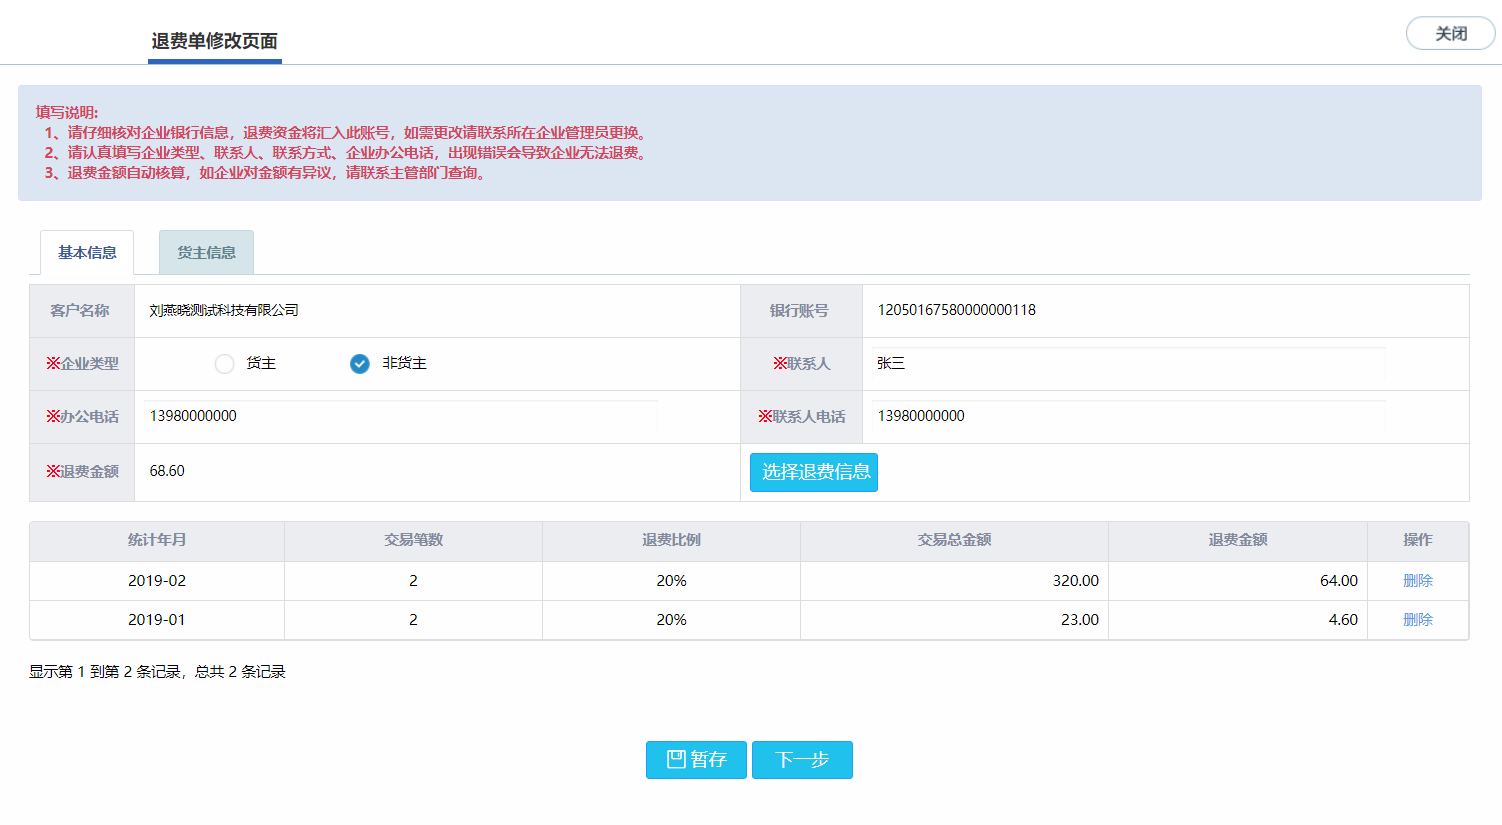 退费单修改页面
关闭
填写说明:
1、请仔细核对企业银行信息，退费资金将汇入此账号，如需更改请联系所在企业管理员更换。
2、请认真填写企业类型、联系人、联系方式、企业办公电话，出现错误会导致企业无法退费。
3、退费金额自动核算，如企业对金额有异议，请联系主管部门查询。
基本信息 货主信息
客户名称 刘燕晓测试科技有限公司 银行账号 12050167580000000118
※企业类型 货主 非货主 ※联系人 张三
※办公电话 13980000000 ※联系人电话 13980000000
※退费金额 68.60 选择退费信息
统计年月 交易笔数 退费比例 交易总金额 退费金额 操作
2019-02 2 20% 320.00 64.00 删除
2019-01 2 20% 23.00 4.60 删除
显示第 1 到第 2 条记录，总共 2 条记录
暂存 下一步